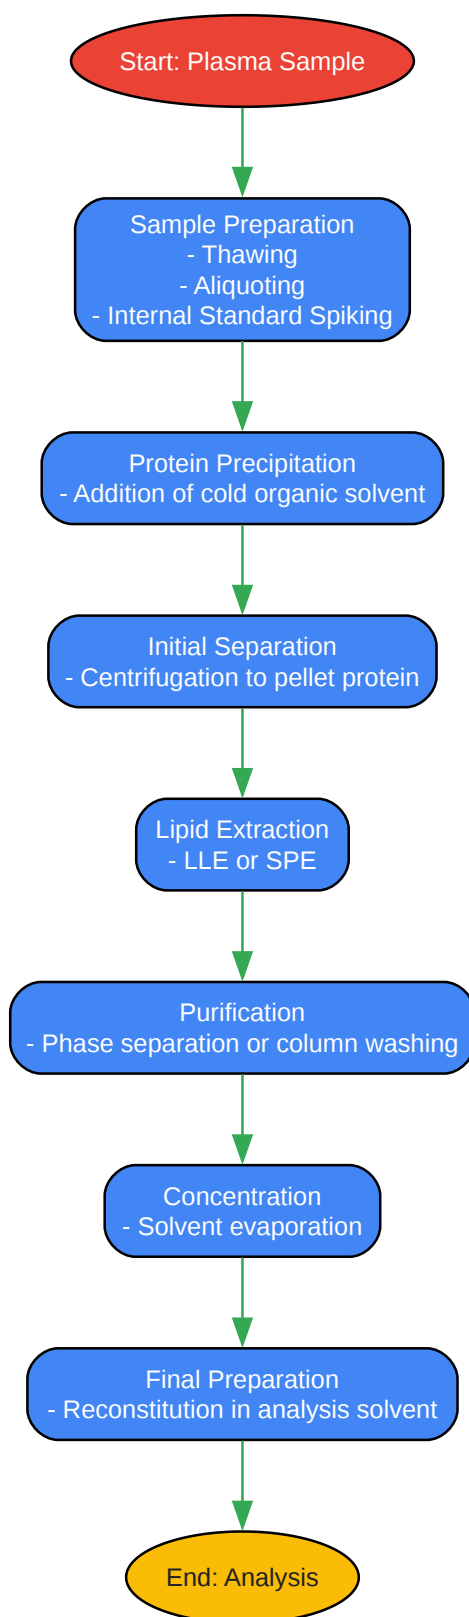 Start: Plasma Sample
Sample Preparation
- Thawing
- Aliquoting
- Internal Standard Spiking
Protein Precipitation
- Addition of cold organic solvent
Initial Separation
- Centrifugation to pellet protein
Lipid Extraction
- LLE or SPE
Purification
- Phase separation or column washing
Concentration
- Solvent evaporation
Final Preparation
- Reconstitution in analysis solvent
End: Analysis